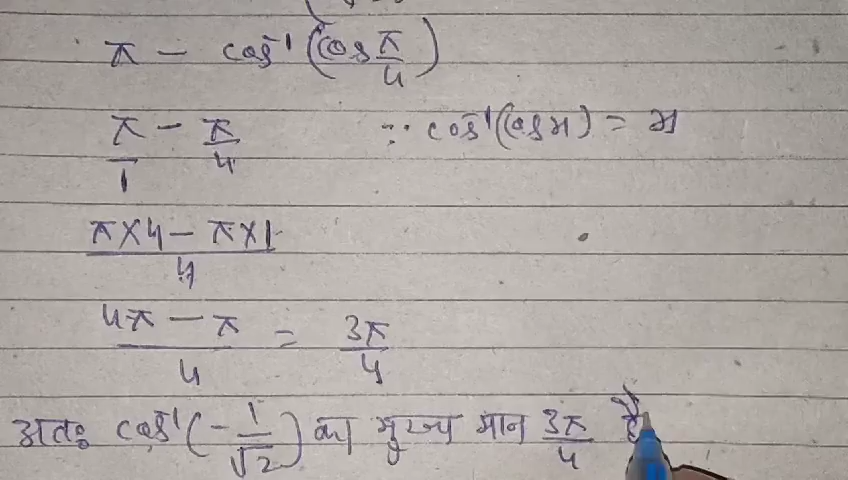 π - cos⁻¹(cos π/4)
π/1 - π/4 ∵ cos⁻¹(cos x) = x
π×4 - π×1/4
4π - π/4 = 3π/4
अतः cos⁻¹(-1/√2) का मुख्य मान 3π/4 है